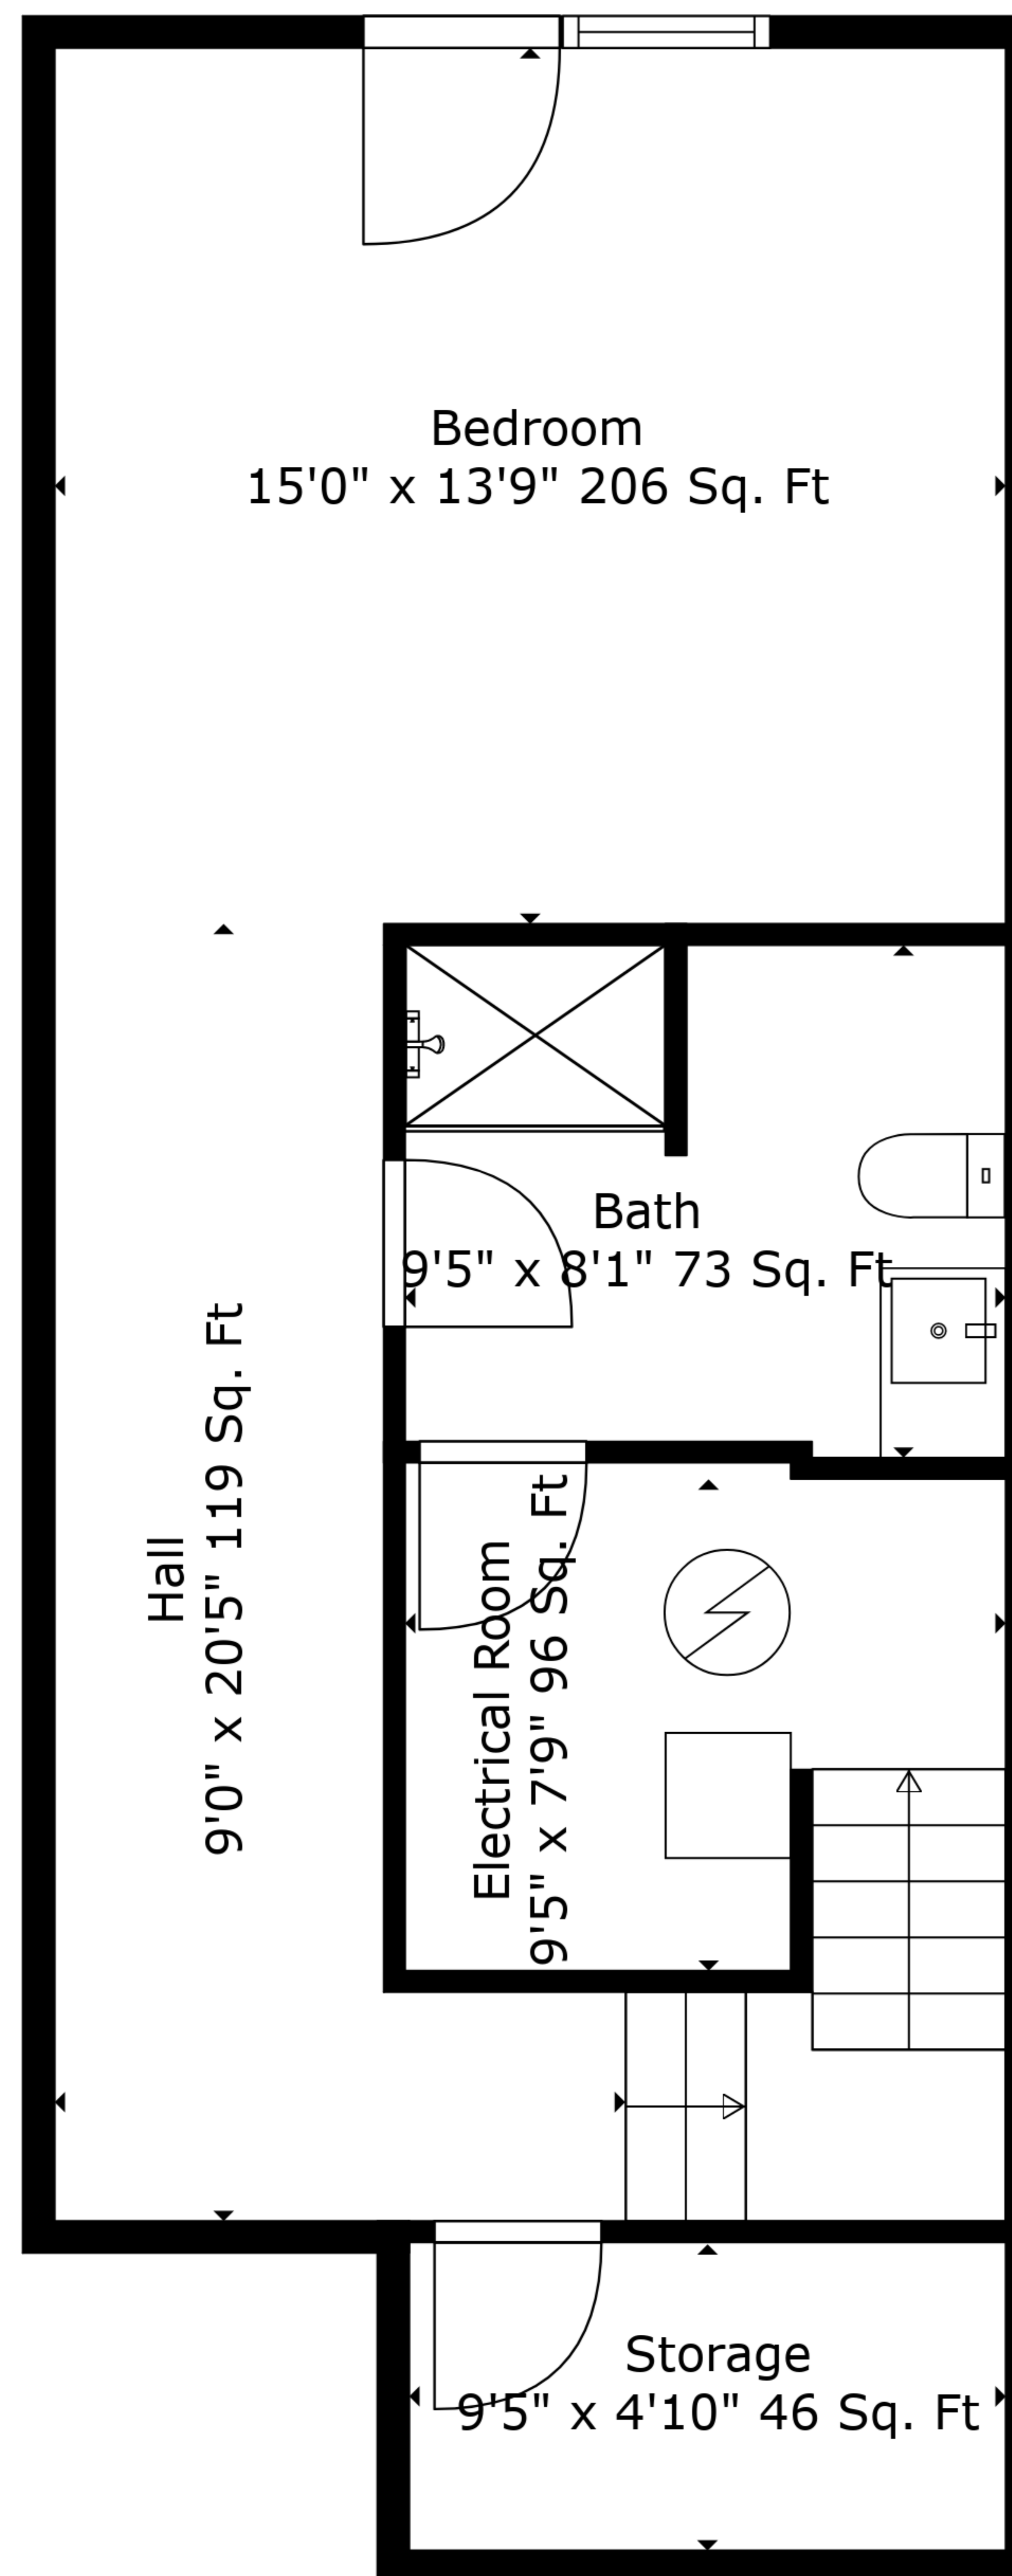 Bedroom
15'0" x 13'9" 206 Sq. Ft
Bath
9'5" x 8'1" 73 Sq. Ft
Hall
9'0" x 20'5" 119 Sq. Ft
Electrical Room
9'5" x 7'9" 96 Sq. Ft
Storage
9'5" x 4'10" 46 Sq. Ft